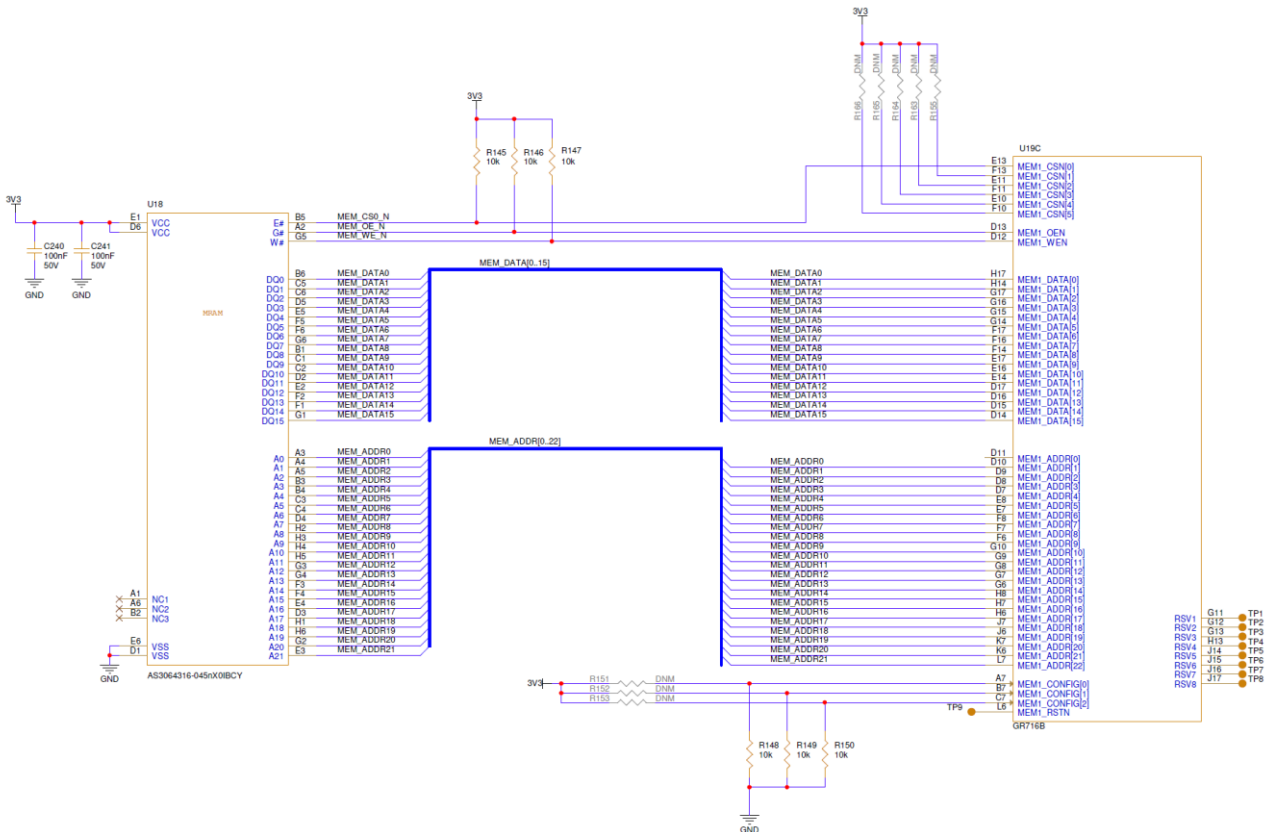 3V3
DNM DNM DNM DNM DNM
R166 R165 R164 R163 R155
3V3
R145 10k
R146 10k
R147 10k
U19C
E13 MEM1_CSN[0]
F13 MEM1_CSN[1]
E11 MEM1_CSN[2]
F11 MEM1_CSN[3]
E10 MEM1_CSN[4]
F10 MEM1_CSN[5]
3V3
U18
E1 VCC
D6 VCC
C240 100nF 50V
C241 100nF 50V
GND GND
E# B5 MEM_CS0_N
G# A2 MEM_OE_N D13 MEM1_OEN
W# G5 MEM_WE_N D12 MEM1_WEN
MEM_DATA[0..15]
MRAM
DQ0 B6 MEM_DATA0 MEM_DATA0 H17 MEM1_DATA[0]
DQ1 C5 MEM_DATA1 MEM_DATA1 H14 MEM1_DATA[1]
DQ2 C6 MEM_DATA2 MEM_DATA2 G17 MEM1_DATA[2]
DQ3 D5 MEM_DATA3 MEM_DATA3 G16 MEM1_DATA[3]
DQ4 E5 MEM_DATA4 MEM_DATA4 G15 MEM1_DATA[4]
DQ5 F5 MEM_DATA5 MEM_DATA5 G14 MEM1_DATA[5]
DQ6 F6 MEM_DATA6 MEM_DATA6 F17 MEM1_DATA[6]
DQ7 G6 MEM_DATA7 MEM_DATA7 F16 MEM1_DATA[7]
DQ8 B1 MEM_DATA8 MEM_DATA8 F14 MEM1_DATA[8]
DQ9 C1 MEM_DATA9 MEM_DATA9 E17 MEM1_DATA[9]
DQ10 C2 MEM_DATA10 MEM_DATA10 E16 MEM1_DATA[10]
DQ11 D2 MEM_DATA11 MEM_DATA11 E14 MEM1_DATA[11]
DQ12 E2 MEM_DATA12 MEM_DATA12 D17 MEM1_DATA[12]
DQ13 F2 MEM_DATA13 MEM_DATA13 D16 MEM1_DATA[13]
DQ14 F1 MEM_DATA14 MEM_DATA14 D15 MEM1_DATA[14]
DQ15 G1 MEM_DATA15 MEM_DATA15 D14 MEM1_DATA[15]
MEM_ADDR[0..22]
D11 MEM1_ADDR[0]
A0 A3 MEM_ADDR0 MEM_ADDR0 D10 MEM1_ADDR[1]
A1 A4 MEM_ADDR1 MEM_ADDR1 D9 MEM1_ADDR[2]
A2 A5 MEM_ADDR2 MEM_ADDR2 D8 MEM1_ADDR[3]
A3 B3 MEM_ADDR3 MEM_ADDR3 D7 MEM1_ADDR[4]
A4 B4 MEM_ADDR4 MEM_ADDR4 E8 MEM1_ADDR[5]
A5 C3 MEM_ADDR5 MEM_ADDR5 E7 MEM1_ADDR[6]
A6 C4 MEM_ADDR6 MEM_ADDR6 F8 MEM1_ADDR[7]
A7 D4 MEM_ADDR7 MEM_ADDR7 F7 MEM1_ADDR[8]
A8 H2 MEM_ADDR8 MEM_ADDR8 F6 MEM1_ADDR[9]
A9 H3 MEM_ADDR9 MEM_ADDR9 G10 MEM1_ADDR[10]
A10 H4 MEM_ADDR10 MEM_ADDR10 G9 MEM1_ADDR[11]
A11 H5 MEM_ADDR11 MEM_ADDR11 G8 MEM1_ADDR[12]
A12 G3 MEM_ADDR12 MEM_ADDR12 G7 MEM1_ADDR[13]
A13 G4 MEM_ADDR13 MEM_ADDR13 G6 MEM1_ADDR[14]
A14 F3 MEM_ADDR14 MEM_ADDR14 H8 MEM1_ADDR[15]
A15 F4 MEM_ADDR15 MEM_ADDR15 H7 MEM1_ADDR[16]
A16 E4 MEM_ADDR16 MEM_ADDR16 H6 MEM1_ADDR[17]
A17 D3 MEM_ADDR17 MEM_ADDR17 J7 MEM1_ADDR[18]
A18 H1 MEM_ADDR18 MEM_ADDR18 J6 MEM1_ADDR[19]
A19 H6 MEM_ADDR19 MEM_ADDR19 K7 MEM1_ADDR[20]
A20 G2 MEM_ADDR20 MEM_ADDR20 K6 MEM1_ADDR[21]
A21 E3 MEM_ADDR21 MEM_ADDR21 L7 MEM1_ADDR[22]
A1 NC1
A6 NC2
B2 NC3
E6 VSS
D1 VSS
GND
AS3064316-045nX0IBCY
RSV1 G11 TP1
RSV2 G12 TP2
RSV3 G13 TP3
RSV4 H13 TP4
RSV5 J14 TP5
RSV6 J15 TP6
RSV7 J16 TP7
RSV8 J17 TP8
3V3 R151 DNM A7 MEM1_CONFIG[0]
R152 DNM B7 MEM1_CONFIG[1]
R153 DNM C7 MEM1_CONFIG[2]
TP9 L6 MEM1_RSTN
GR716B
R148 10k
R149 10k
R150 10k
GND